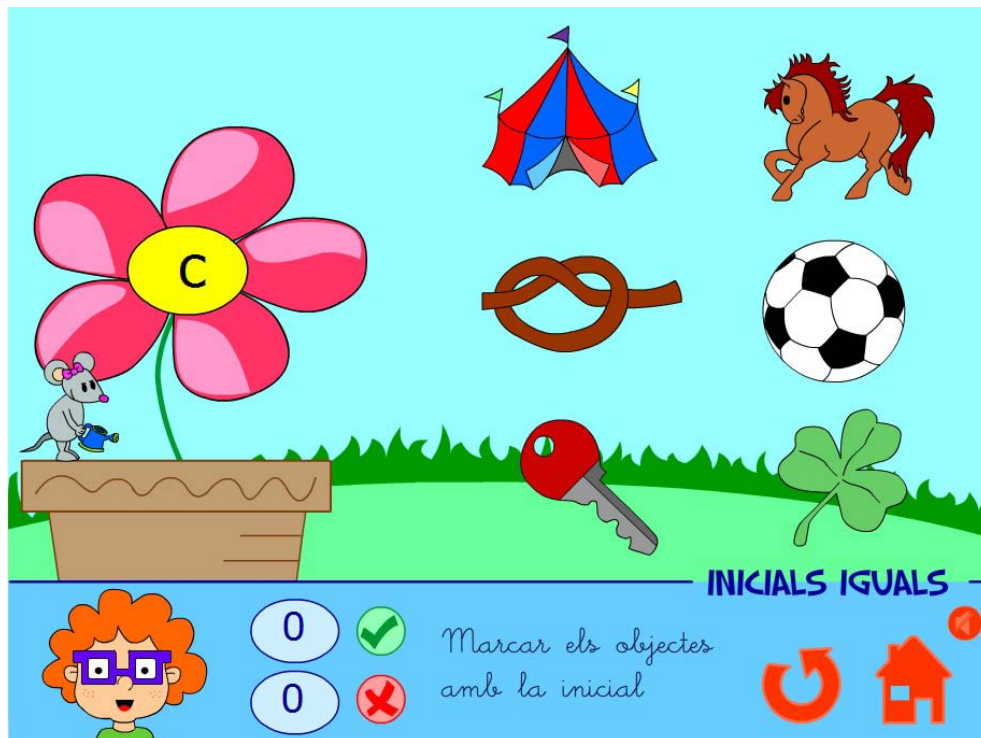 C
INICIALS IGUALS
0
Marcar els objectes
amb la inicial
0